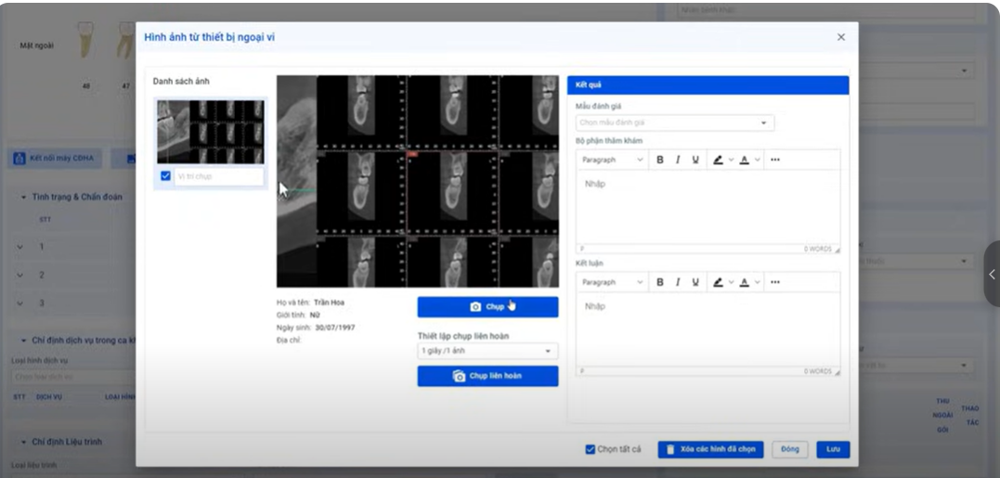 Mặt ngoài
48
47
Kết nối máy CĐHA
Tình trạng & Chẩn đoán
STT
1
2
3
Chỉ định dịch vụ trong ca k
Loại hình dịch vụ
STT
DỊCH VỤ
LOẠI HÌNH
Chỉ định Liệu trình
Loại liệu trình
Hình ảnh từ thiết bị ngoại vi
Danh sách ảnh
Vị trí chụp
Họ và tên: Trần Hoa
Giới tính: Nữ
Ngày sinh: 30/07/1997
Địa chỉ:
Chụp
Thiết lập chụp liên hoàn
1 giây /1 ảnh
Chụp liên hoàn
Kết quả
Mẫu đánh giá
Chọn mẫu đánh giá
Bộ phận thăm khám
Paragraph B I U A
Nhập
P 0 WORDS
Kết luận
Paragraph B I U A
Nhập
P 0 WORDS
Chọn tất cả
Xóa các hình đã chọn
Đóng
Lưu
THU NGOÀI GÓI
THAO TÁC